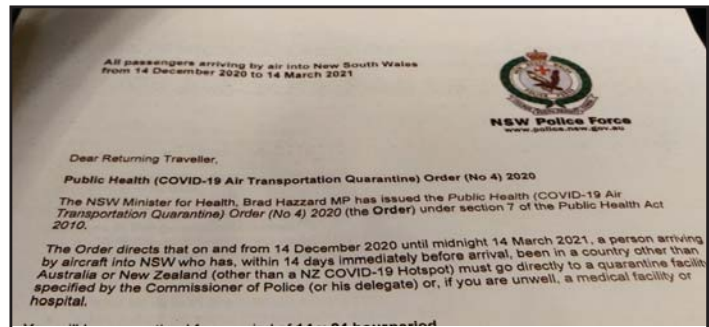 All passengers arriving by air into New South Wales
from 14 December 2020 to 14 March 2021
NSW Police Force
www.police.nsw.gov.au
Dear Returning Traveller,
Public Health (COVID-19 Air Transportation Quarantine) Order (No 4) 2020
The NSW Minister for Health, Brad Hazzard MP has issued the Public Health (COVID-19 Air
Transportation Quarantine) Order (No 4) 2020 (the Order) under section 7 of the Public Health Act
2010.
The Order directs that on and from 14 December 2020 until midnight 14 March 2021, a person arriving
by aircraft into NSW who has, within 14 days immediately before arrival, been in a country other than
Australia or New Zealand (other than a NZ COVID-19 Hotspot) must go directly to a quarantine facility
specified by the Commissioner of Police (or his delegate) or, if you are unwell, a medical facility or
hospital.